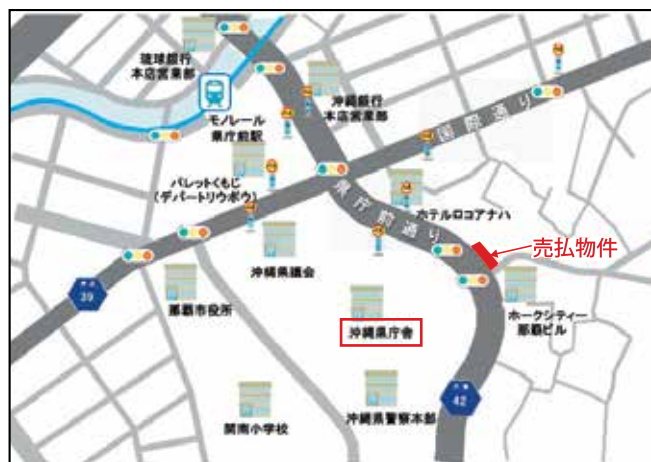 琉球銀行
本店営業部
沖縄銀行
本店営業部
モノレール
県庁前駅
国際通り
パレットくもじ
(デパートリウボウ)
県庁前通り
ホテルロコアナハ
売払物件
沖縄県議会
39
那覇市役所
ホークシティー
那覇ビル
沖縄県庁舎
42
開南小学校
沖縄県警察本部